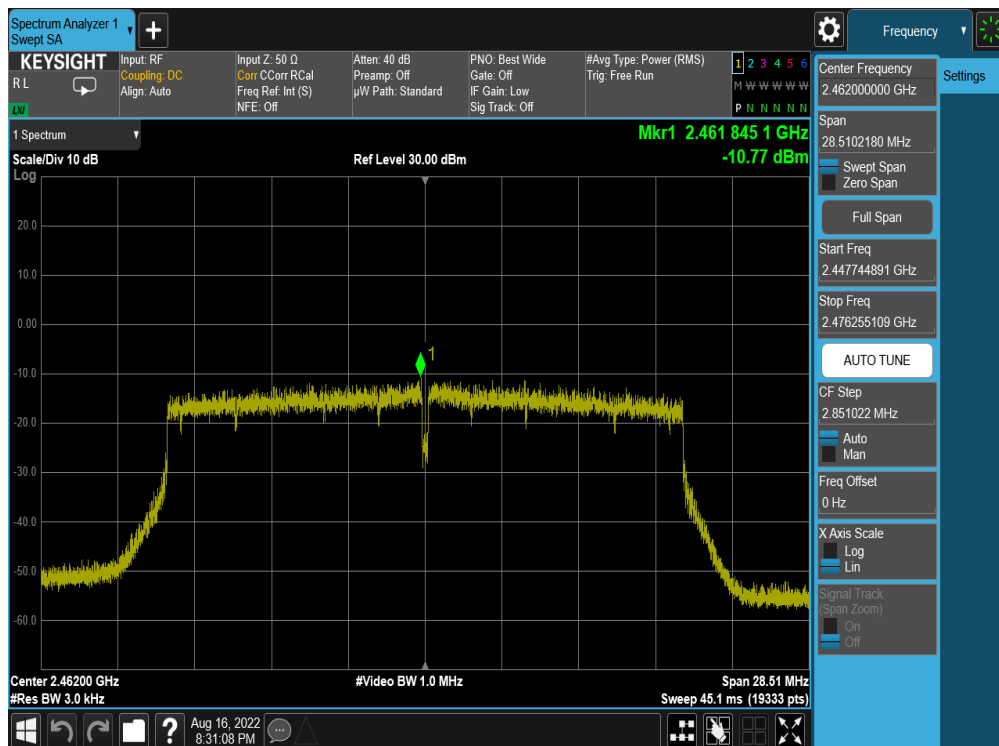 Spectrum Analyzer 1
Swept SA
Frequency
KEYSIGHT
R L
LXI
Input: RF
Coupling: DC
Align: Auto
Input Z: 50 Ω
Corr CCorr RCal
Freq Ref: Int (S)
NFE: Off
Atten: 40 dB
Preamp: Off
µW Path: Standard
PNO: Best Wide
Gate: Off
IF Gain: Low
Sig Track: Off
#Avg Type: Power (RMS)
Trig: Free Run
1 2 3 4 5 6
M W W W W W
P N N N N N
1 Spectrum
Scale/Div 10 dB
Log
Ref Level 30.00 dBm
Mkr1 2.461 845 1 GHz
-10.77 dBm
20.0
10.0
0.00
-10.0
-20.0
-30.0
-40.0
-50.0
-60.0
1
Center 2.46200 GHz
#Res BW 3.0 kHz
#Video BW 1.0 MHz
Span 28.51 MHz
Sweep 45.1 ms (19333 pts)
Center Frequency
2.462000000 GHz
Settings
Span
28.5102180 MHz
Swept Span
Zero Span
Full Span
Start Freq
2.447744891 GHz
Stop Freq
2.476255109 GHz
AUTO TUNE
CF Step
2.851022 MHz
Auto
Man
Freq Offset
0 Hz
X Axis Scale
Log
Lin
Signal Track
(Span Zoom)
On
Off
?
Aug 16, 2022
8:31:08 PM